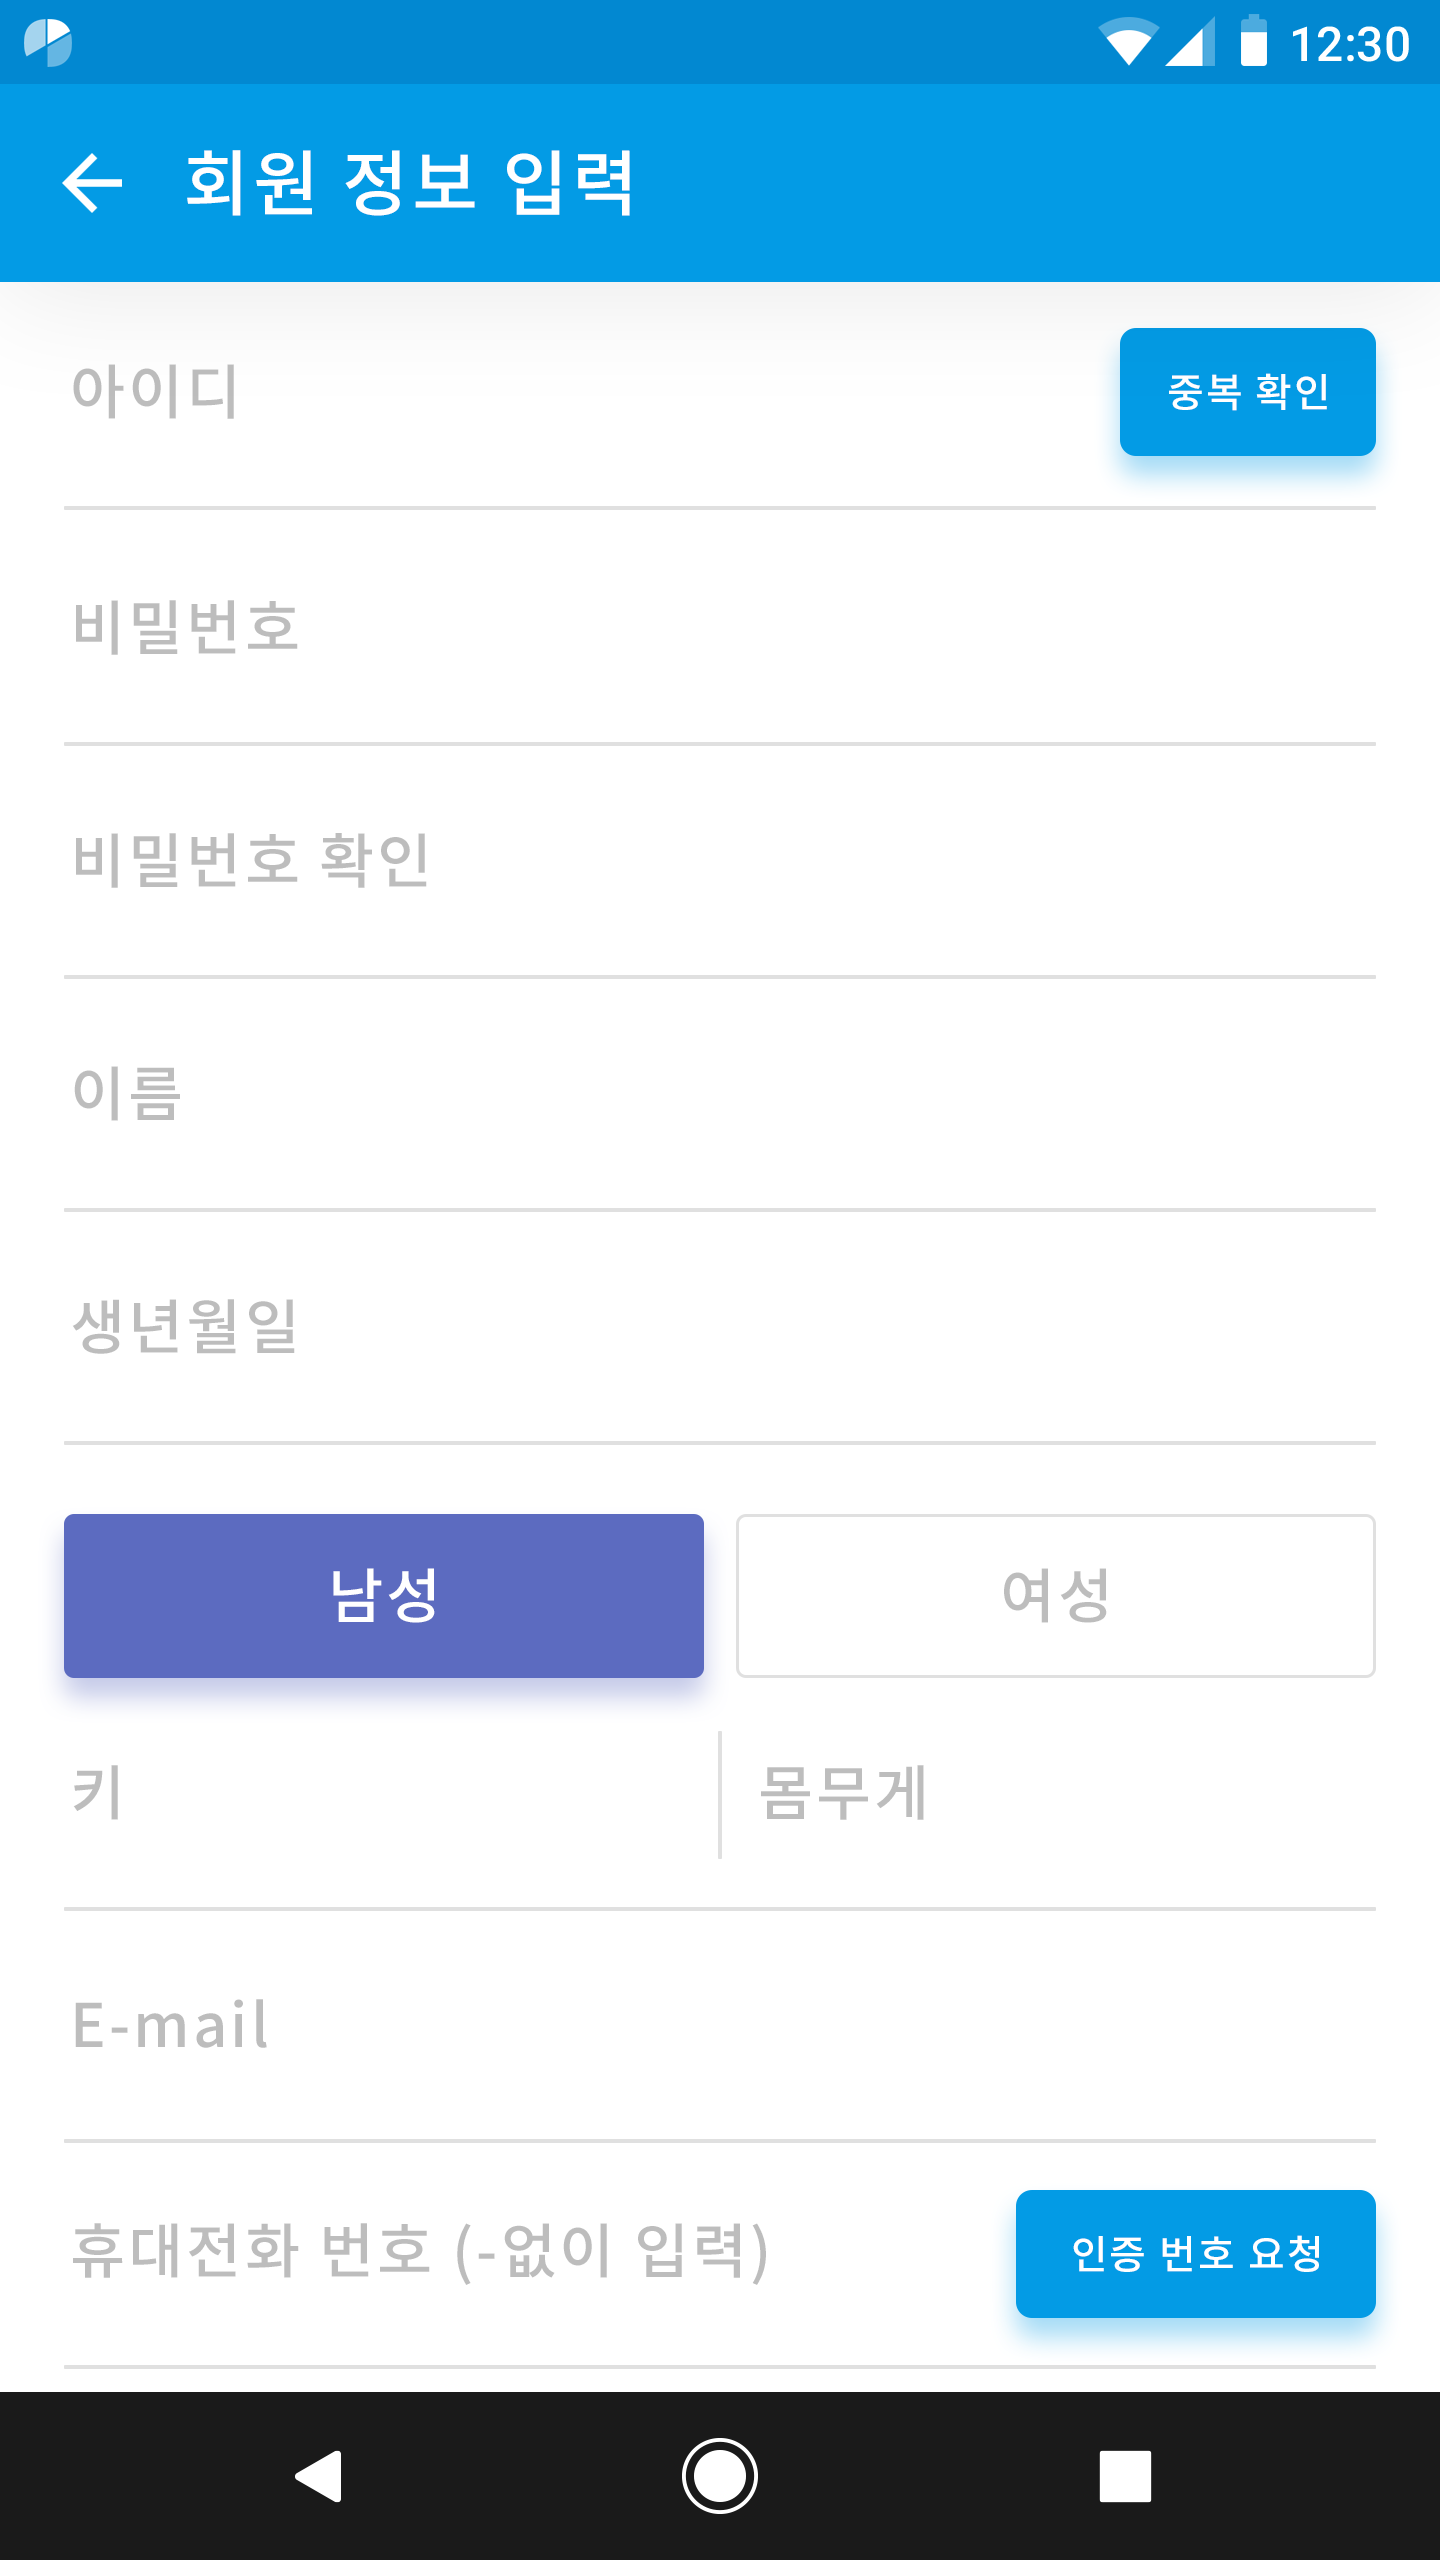 12:30
회원 정보 입력
아이디
중복 확인
비밀번호
비밀번호 확인
이름
생년월일
남성
여성
키
몸무게
E-mail
휴대전화 번호 (-없이 입력)
인증 번호 요청